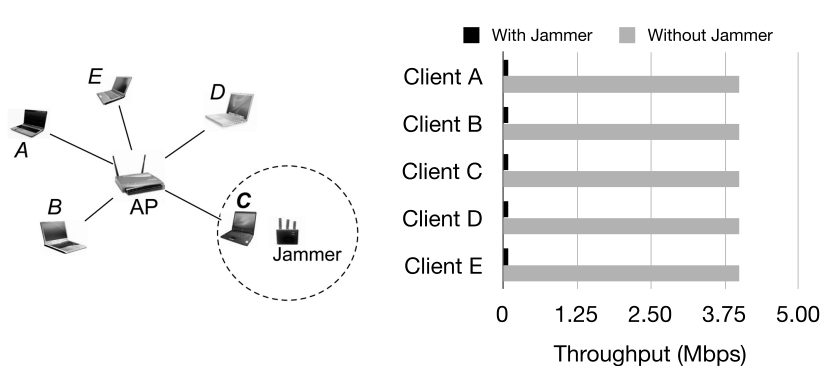 E
D
A
C
B
AP
Jammer
With Jammer Without Jammer
Client A
Client B
Client C
Client D
Client E
0 1.25 2.50 3.75 5.00
Throughput (Mbps)